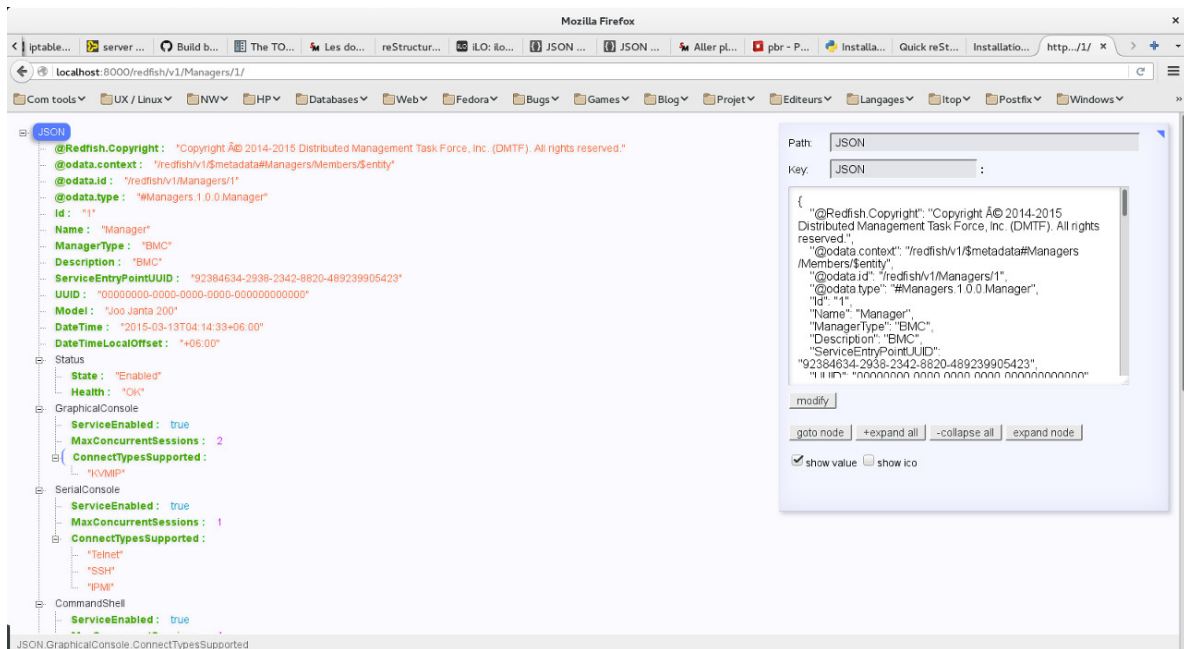 Mozilla Firefox
iptable... server ... Build b... The TO... Les do... reStructur... iLO: ilo... JSON ... JSON ... Aller pl... pbr - P... Installa... Quick reSt... Installatio... http.../1/
localhost:8000/redfish/v1/Managers/1/
Com tools UX / Linux NW HP Databases Web Fedora Bugs Games Blog Projet Editeurs Langages Itop Postfix Windows »
JSON
@Redfish.Copyright : "Copyright Â© 2014-2015 Distributed Management Task Force, Inc. (DMTF). All rights reserved."
@odata.context : "/redfish/v1/$metadata#Managers/Members/$entity"
@odata.id : "/redfish/v1/Managers/1"
@odata.type : "#Managers.1.0.0.Manager"
Id : "1"
Name : "Manager"
ManagerType : "BMC"
Description : "BMC"
ServiceEntryPointUUID : "92384634-2938-2342-8820-489239905423"
UUID : "00000000-0000-0000-0000-000000000000"
Model : "Joo Janta 200"
DateTime : "2015-03-13T04:14:33+06:00"
DateTimeLocalOffset : "+06:00"
Status
State : "Enabled"
Health : "OK"
GraphicalConsole
ServiceEnabled : true
MaxConcurrentSessions : 2
ConnectTypesSupported :
"KVMIP"
SerialConsole
ServiceEnabled : true
MaxConcurrentSessions : 1
ConnectTypesSupported :
"Telnet"
"SSH"
"IPMI"
CommandShell
ServiceEnabled : true
JSON.GraphicalConsole.ConnectTypesSupported
Path: JSON
Key: JSON :
{
"@Redfish.Copyright": "Copyright Â© 2014-2015
Distributed Management Task Force, Inc. (DMTF). All rights
reserved.",
"@odata.context": "/redfish/v1/$metadata#Managers
/Members/$entity",
"@odata.id": "/redfish/v1/Managers/1",
"@odata.type": "#Managers.1.0.0.Manager",
"Id": "1",
"Name": "Manager",
"ManagerType": "BMC",
"Description": "BMC",
"ServiceEntryPointUUID":
"92384634-2938-2342-8820-489239905423",
"UUID": "00000000-0000-0000-0000-000000000000"
modify
goto node +expand all -collapse all expand node
show value show ico